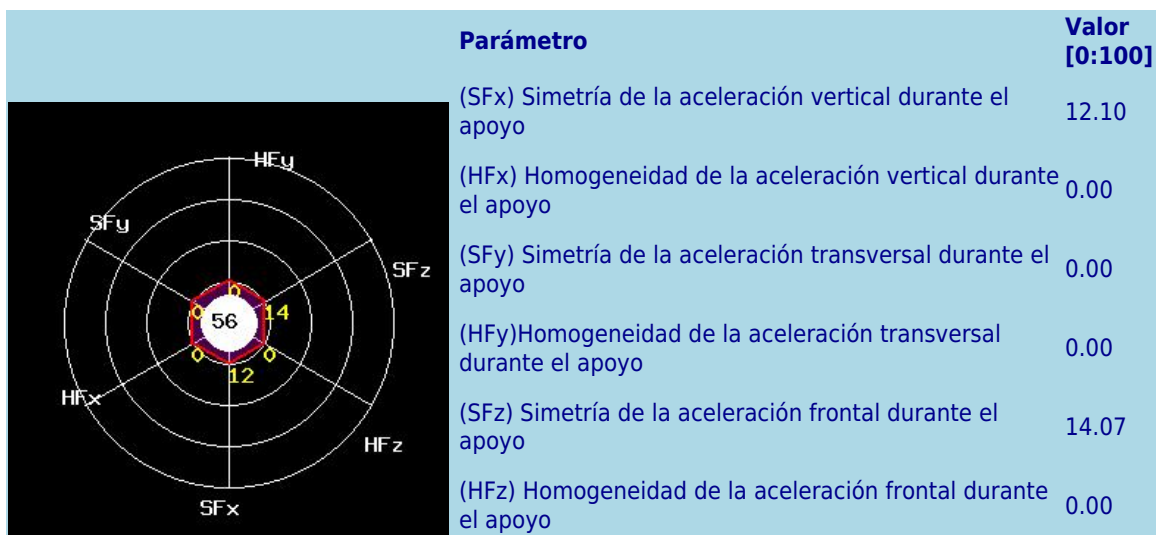 Parámetro
Valor
[0:100]
(SFx) Simetría de la aceleración vertical durante el
apoyo
12.10
(HFx) Homogeneidad de la aceleración vertical durante
el apoyo
0.00
(SFy) Simetría de la aceleración transversal durante el
apoyo
0.00
(HFy)Homogeneidad de la aceleración transversal
durante el apoyo
0.00
(SFz) Simetría de la aceleración frontal durante el
apoyo
14.07
(HFz) Homogeneidad de la aceleración frontal durante
el apoyo
0.00
HFy
SFy
SFz
0
0
14
56
0
0
12
HFx
HFz
SFx